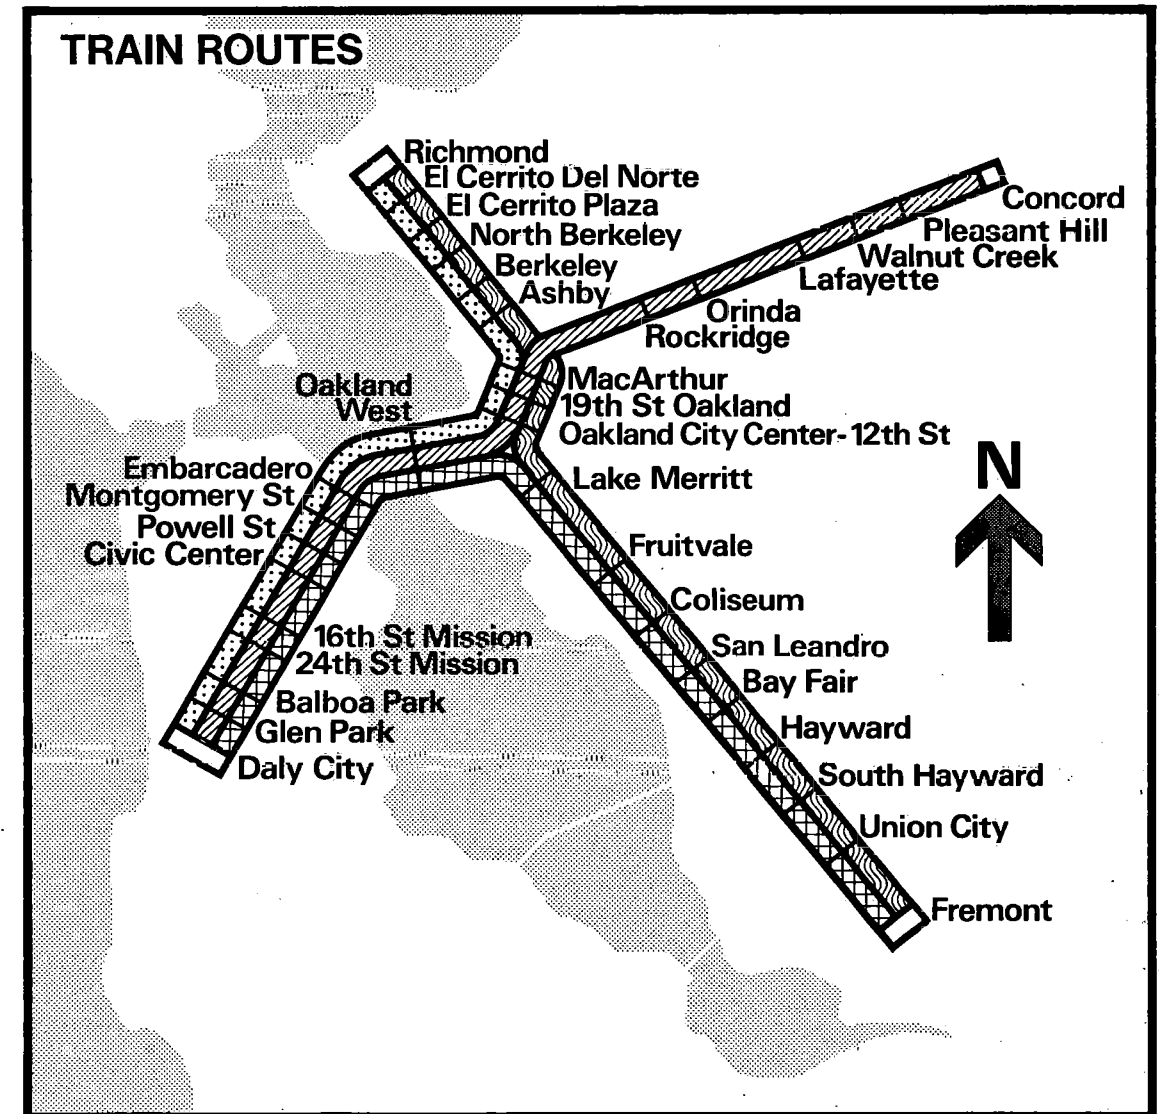 TRAIN ROUTES
Richmond
El Cerrito Del Norte
El Cerrito Plaza
North Berkeley
Berkeley
Ashby
Concord
Pleasant Hill
Walnut Creek
Lafayette
Orinda
Rockridge
MacArthur
19th St Oakland
Oakland City Center-12th St
Oakland
West
Embarcadero
Montgomery St
Powell St
Civic Center
16th St Mission
24th St Mission
Balboa Park
Glen Park
Daly City
N
Lake Merritt
Fruitvale
Coliseum
San Leandro
Bay Fair
Hayward
South Hayward
Union City
Fremont